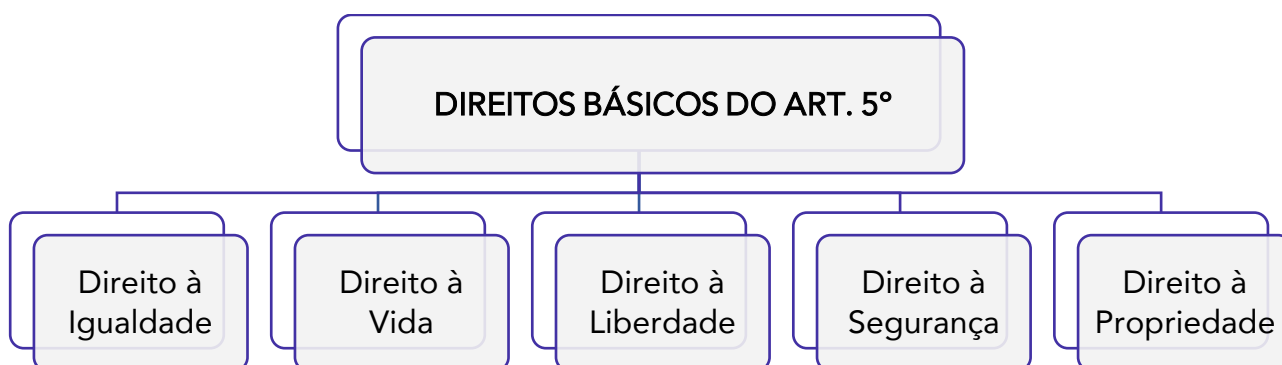 DIREITOS BÁSICOS DO ART. 5º
Direito à
Igualdade
Direito à
Vida
Direito à
Liberdade
Direito à
Segurança
Direito à
Propriedade